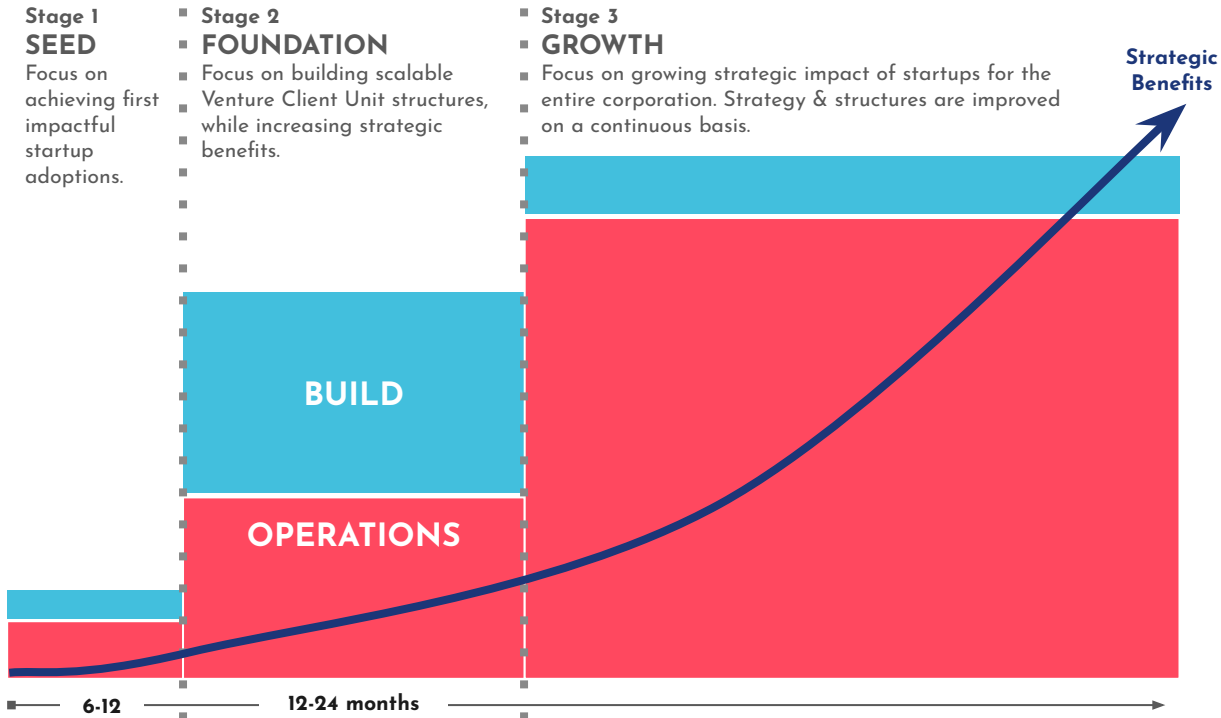 Stage 1
SEED
Focus on
achieving first
impactful
startup
adoptions.
Stage 2
FOUNDATION
Focus on building scalable
Venture Client Unit structures,
while increasing strategic
benefits.
Stage 3
GROWTH
Focus on growing strategic impact of startups for the
entire corporation. Strategy & structures are improved
on a continuous basis.
Strategic
Benefits
BUILD
OPERATIONS
6-12
12-24 months